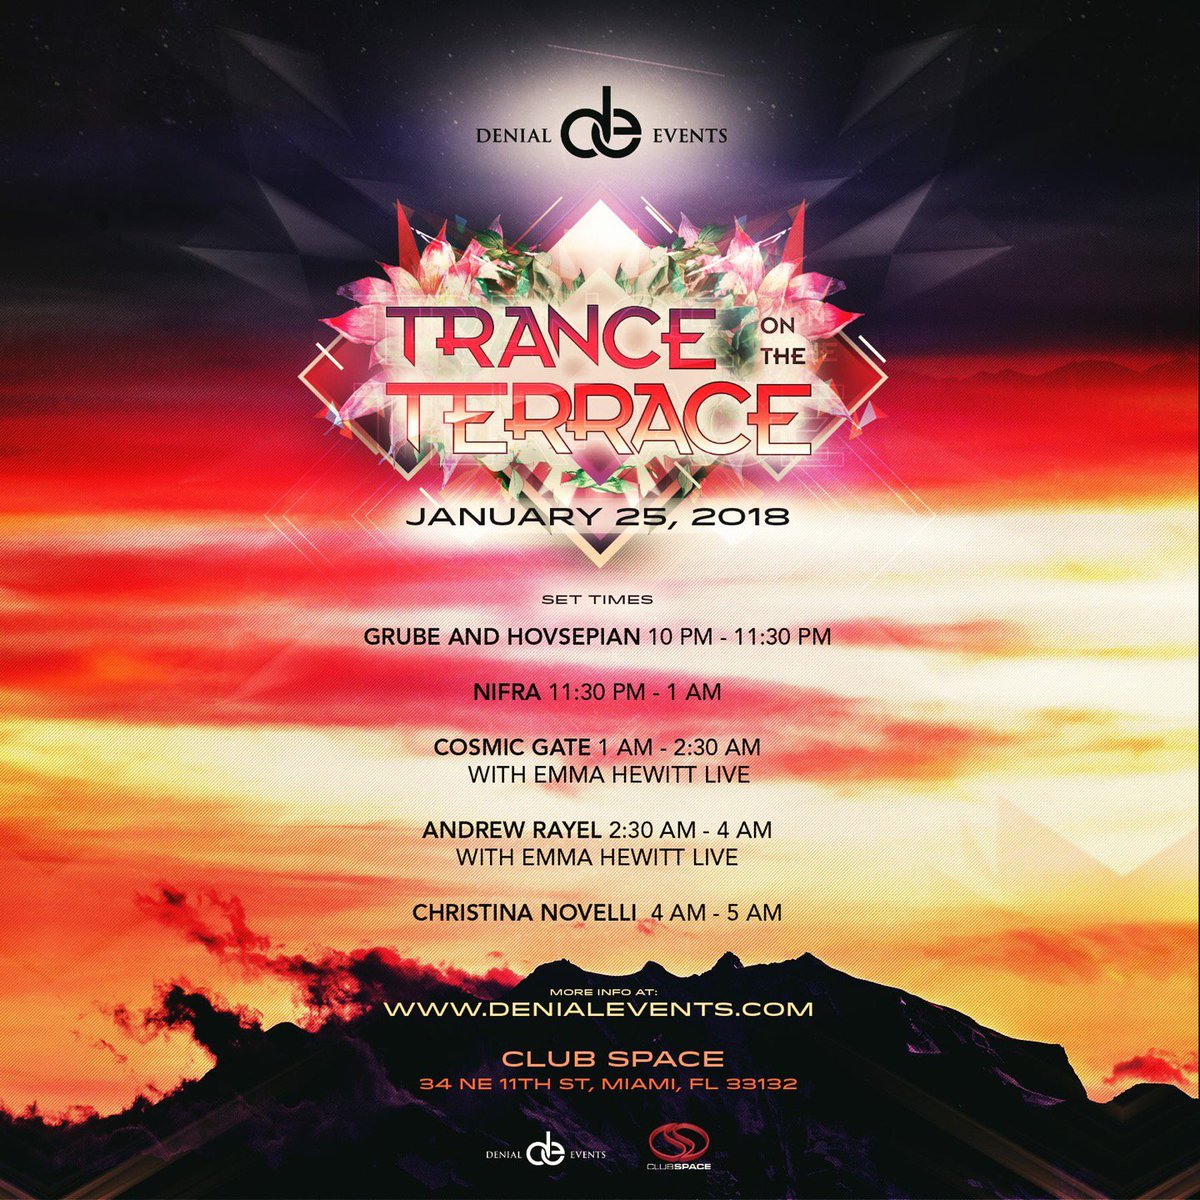 DENIAL de EVENTS
TRANCE ON THE
TERRACE
JANUARY 25, 2018
SET TIMES
GRUBE AND HOVSEPIAN 10 PM - 11:30 PM
NIFRA 11:30 PM - 1 AM
COSMIC GATE 1 AM - 2:30 AM
WITH EMMA HEWITT LIVE
ANDREW RAYEL 2:30 AM - 4 AM
WITH EMMA HEWITT LIVE
CHRISTINA NOVELLI 4 AM - 5 AM
MORE INFO AT:
WWW.DENIALEVENTS.COM
CLUB SPACE
34 NE 11TH ST, MIAMI, FL 33132
DENIAL de EVENTS
CLUBSPACE